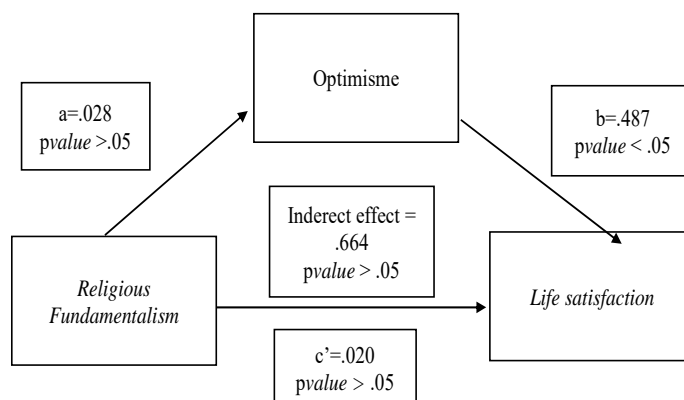 Optimisme
a=.028
pvalue >.05
b=.487
pvalue < .05
Inderect effect =
.664
pvalue > .05
Religious
Fundamentalism
Life satisfaction
c’=.020
pvalue > .05